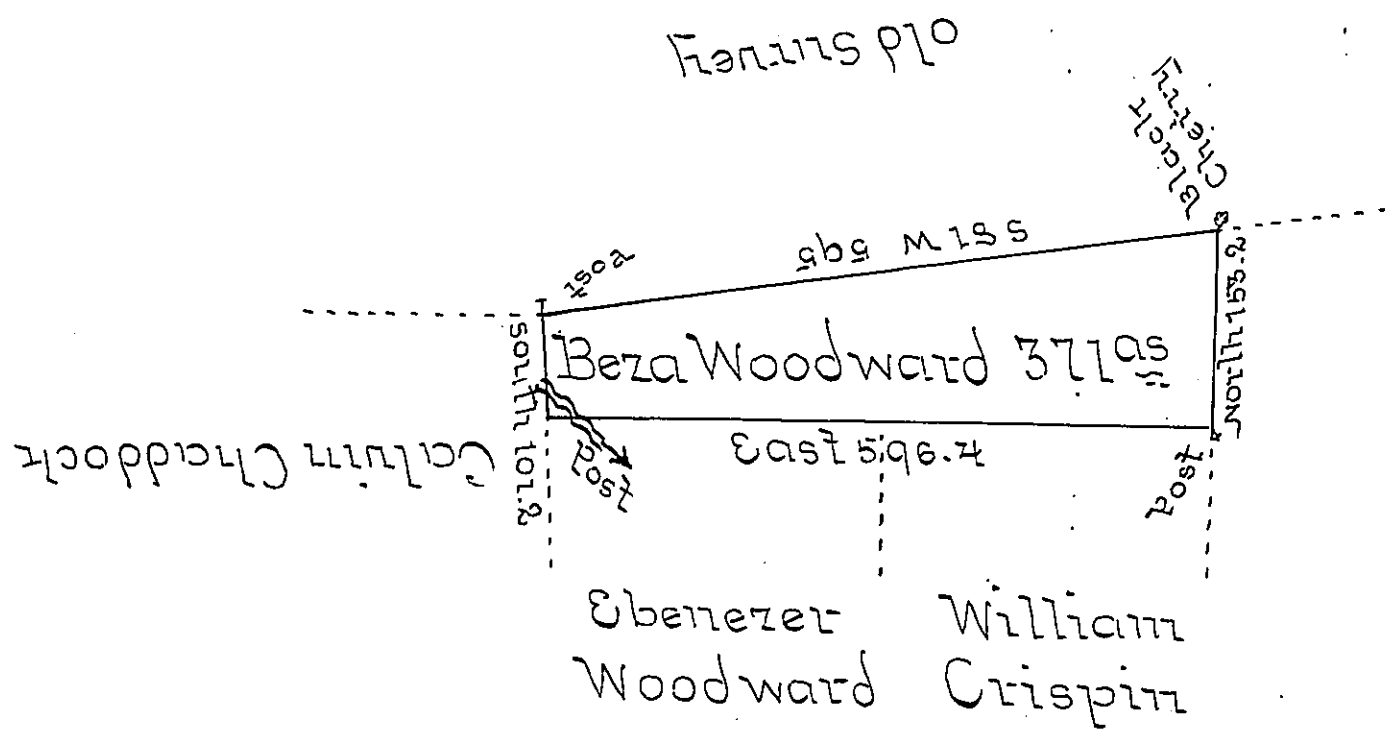 old Survey
Black
Cherry
S 81 W 595
Post
North 153.2
South 101.2
Beza Woodward 371 as
East 596.4
Post
Post
Calvin Chaddock
Ebenezer
Woodward
William
Crispin